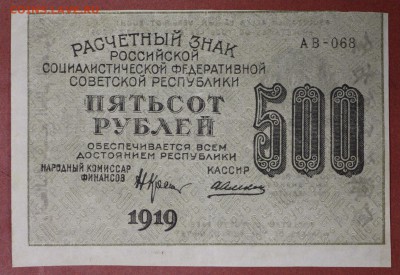 РАСЧЕТНЫЙ ЗНАК
АВ-068
РОССИЙСКОЙ
СОЦИАЛИСТИЧЕСКОЙ ФЕДЕРАТИВНОЙ
СОВЕТСКОЙ РЕСПУБЛИКИ
ПЯТЬСОТ
РУБЛЕЙ
500
ОБЕСПЕЧИВАЕТСЯ ВСЕМ
ДОСТОЯНИЕМ РЕСПУБЛИКИ
НАРОДНЫЙ КОМИССАР
ФИНАНСОВ
КАССИР
1919